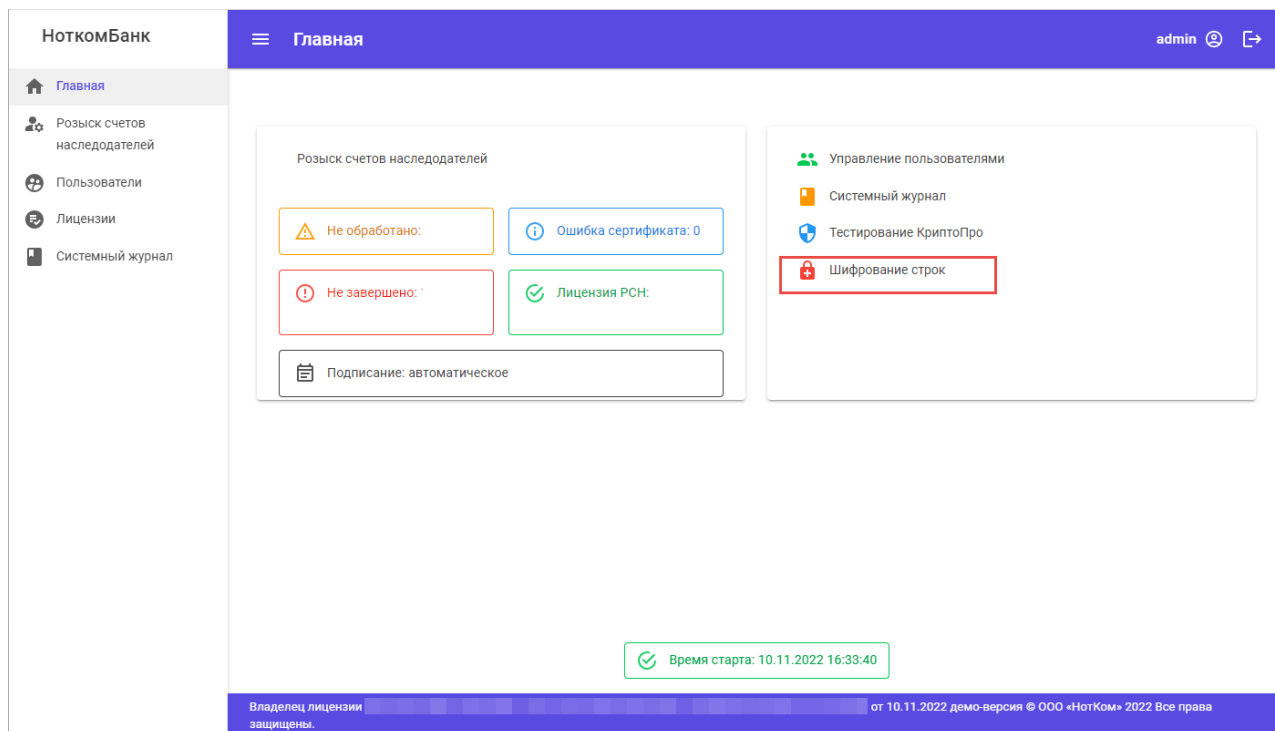 НоткомБанк
Главная
admin
Главная
Розыск счетов
наследодателей
Пользователи
Лицензии
Системный журнал
Розыск счетов наследодателей
Не обработано:
Ошибка сертификата: 0
Не завершено:
Лицензия РСН:
Подписание: автоматическое
Управление пользователями
Системный журнал
Тестирование КриптоПро
Шифрование строк
Время старта: 10.11.2022 16:33:40
Владелец лицензии от 10.11.2022 демо-версия © ООО «НотКом» 2022 Все права
защищены.